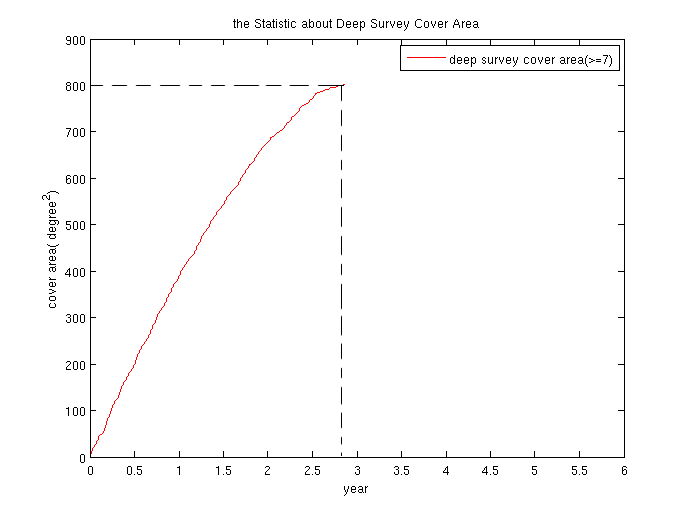 the Statistic about Deep Survey Cover Area
deep survey cover area(>=7)
900
800
700
600
500
400
300
200
100
0
cover area( degree²)
0 0.5 1 1.5 2 2.5 3 3.5 4 4.5 5 5.5 6
year